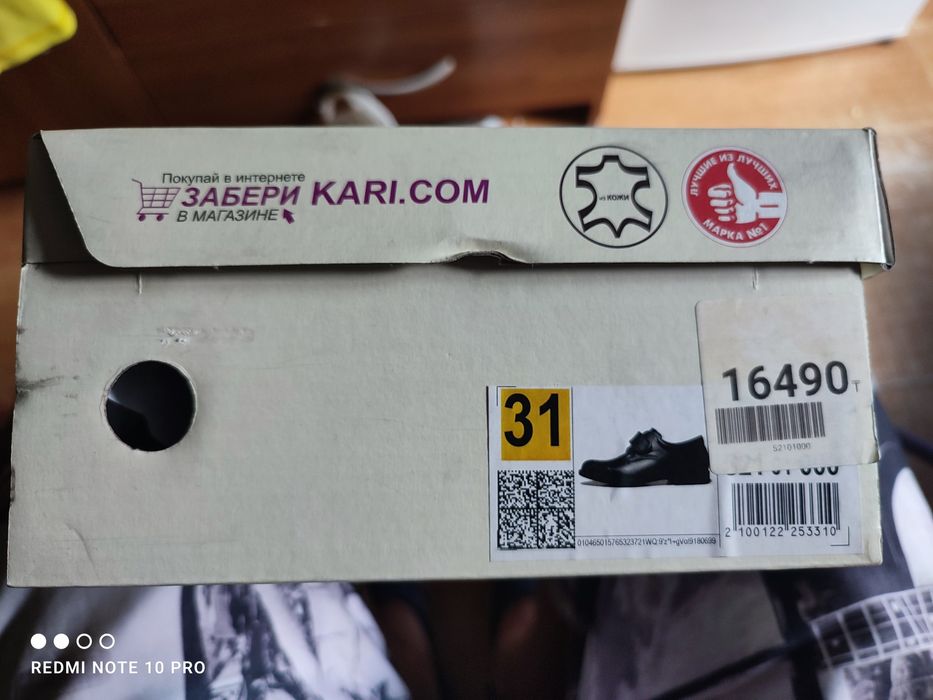 Покупай в интернете
ЗАБЕРИ KARI.COM
В МАГАЗИНЕ
из КОЖИ
ЛУЧШИЕ ИЗ ЛУЧШИХ
МАРКА №1
16490 т
52101000
31
2 100122 253310
REDMI NOTE 10 PRO